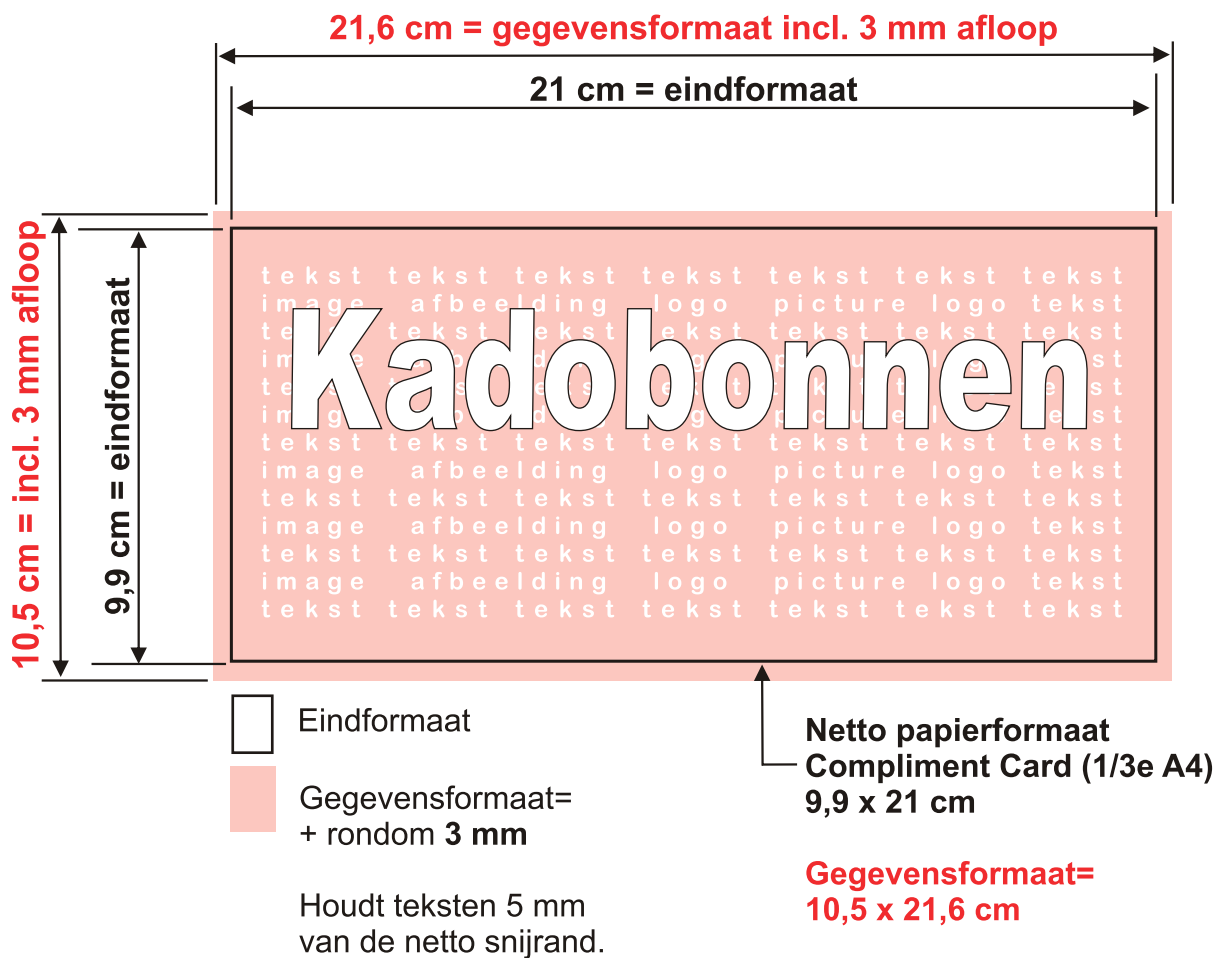 21,6 cm = gegevensformaat incl. 3 mm afloop
21 cm = eindformaat
10,5 cm = incl. 3 mm afloop
9,9 cm = eindformaat
tekst tekst tekst tekst tekst tekst tekst
image afbeelding logo picture logo tekst
tekst tekst tekst tekst tekst
Kadobonnen
tekst tekst tekst tekst tekst tekst tekst
image afbeelding logo picture logo tekst
tekst tekst tekst tekst tekst tekst tekst
image afbeelding logo picture logo tekst
tekst tekst tekst tekst tekst tekst tekst
image afbeelding logo picture logo tekst
tekst tekst tekst tekst tekst tekst tekst
Eindformaat
Gegevensformaat=
+ rondom 3 mm
Houdt teksten 5 mm
van de netto snijrand.
Netto papierformaat
Compliment Card (1/3e A4)
9,9 x 21 cm
Gegevensformaat=
10,5 x 21,6 cm